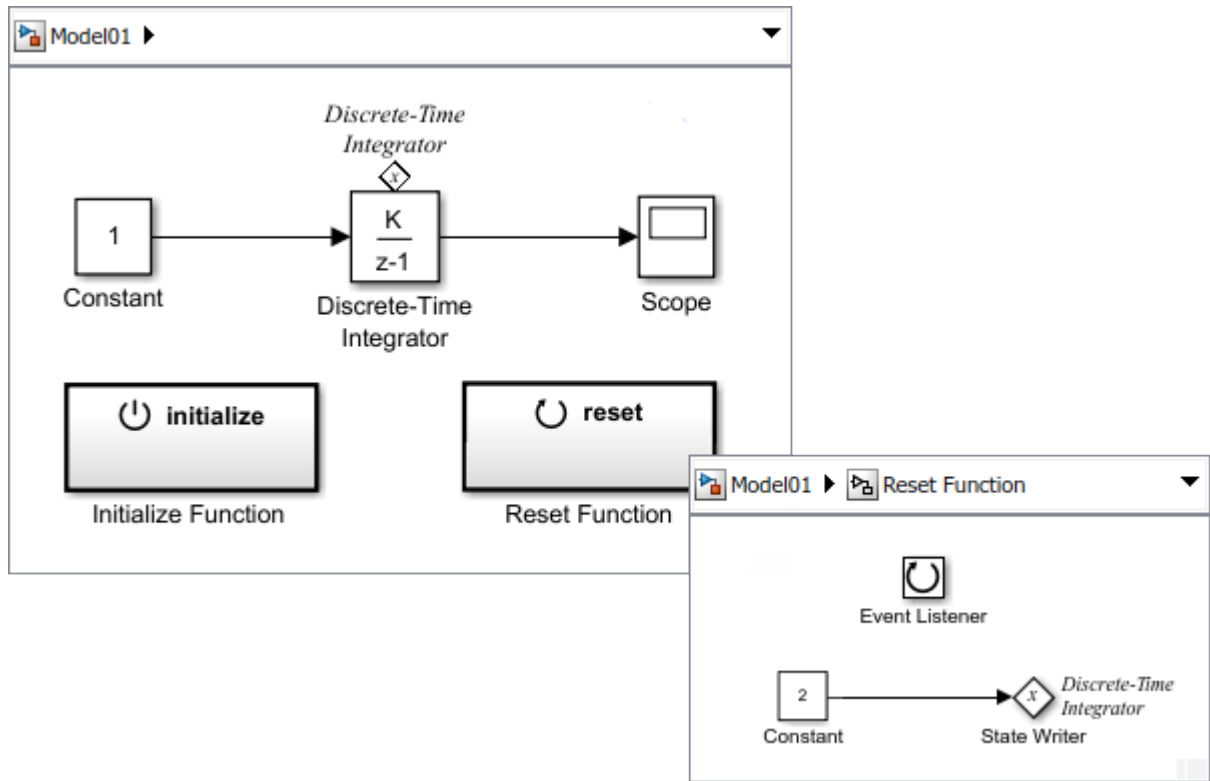 Model01
Discrete-Time
Integrator
x
1
K
z-1
Constant
Discrete-Time
Integrator
Scope
initialize
reset
Initialize Function
Reset Function
Model01
Reset Function
Event Listener
2
x
Discrete-Time
Integrator
Constant
State Writer